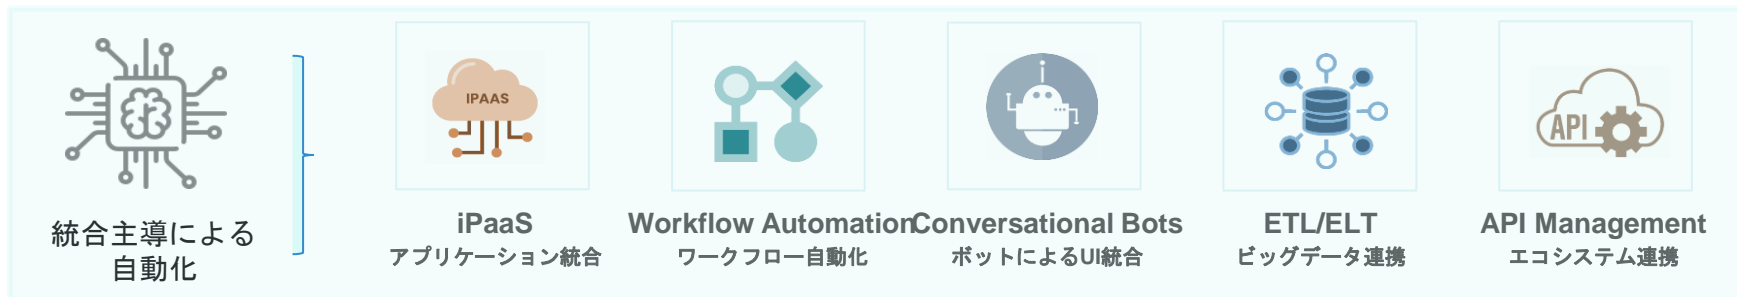 統合主導による
自動化
IPAAS
iPaaS
アプリケーション統合
Workflow Automation
ワークフロー自動化
Conversational Bots
ボットによるUI統合
ETL/ELT
ビッグデータ連携
API
API Management
エコシステム連携